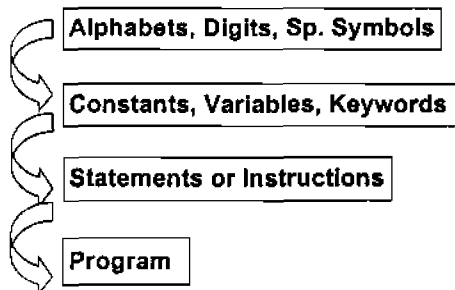 Alphabets, Digits, Sp. Symbols
Constants, Variables, Keywords
Statements or Instructions
Program